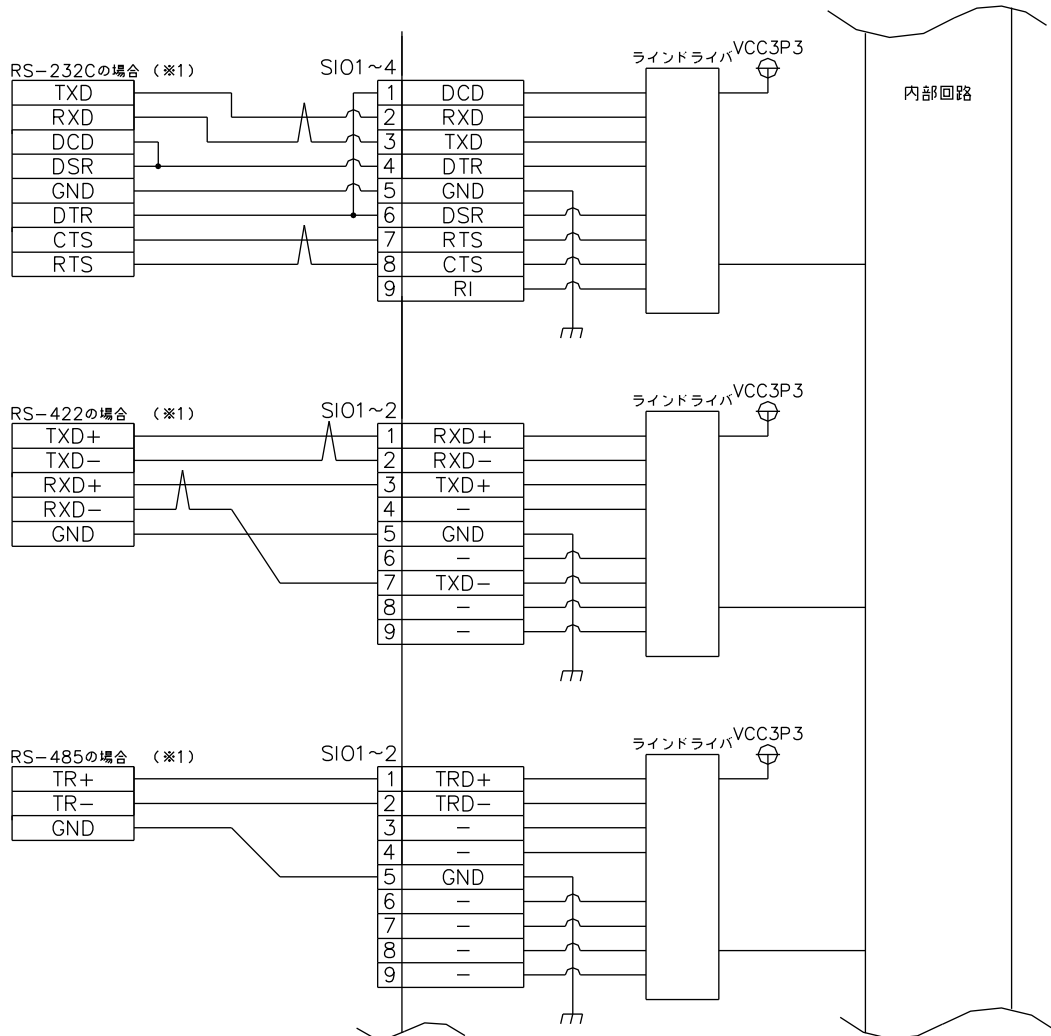 RS-232Cの場合 (※1)
TXD
RXD
DCD
DSR
GND
DTR
CTS
RTS
SIO1~4
1 DCD
2 RXD
3 TXD
4 DTR
5 GND
6 DSR
7 RTS
8 CTS
9 RI
ラインドライバ
VCC3P3
内部回路
RS-422の場合 (※1)
TXD+
TXD-
RXD+
RXD-
GND
SIO1~2
1 RXD+
2 RXD-
3 TXD+
4 -
5 GND
6 -
7 TXD-
8 -
9 -
ラインドライバ
VCC3P3
RS-485の場合 (※1)
TR+
TR-
GND
SIO1~2
1 TRD+
2 TRD-
3 -
4 -
5 GND
6 -
7 -
8 -
9 -
ラインドライバ
VCC3P3